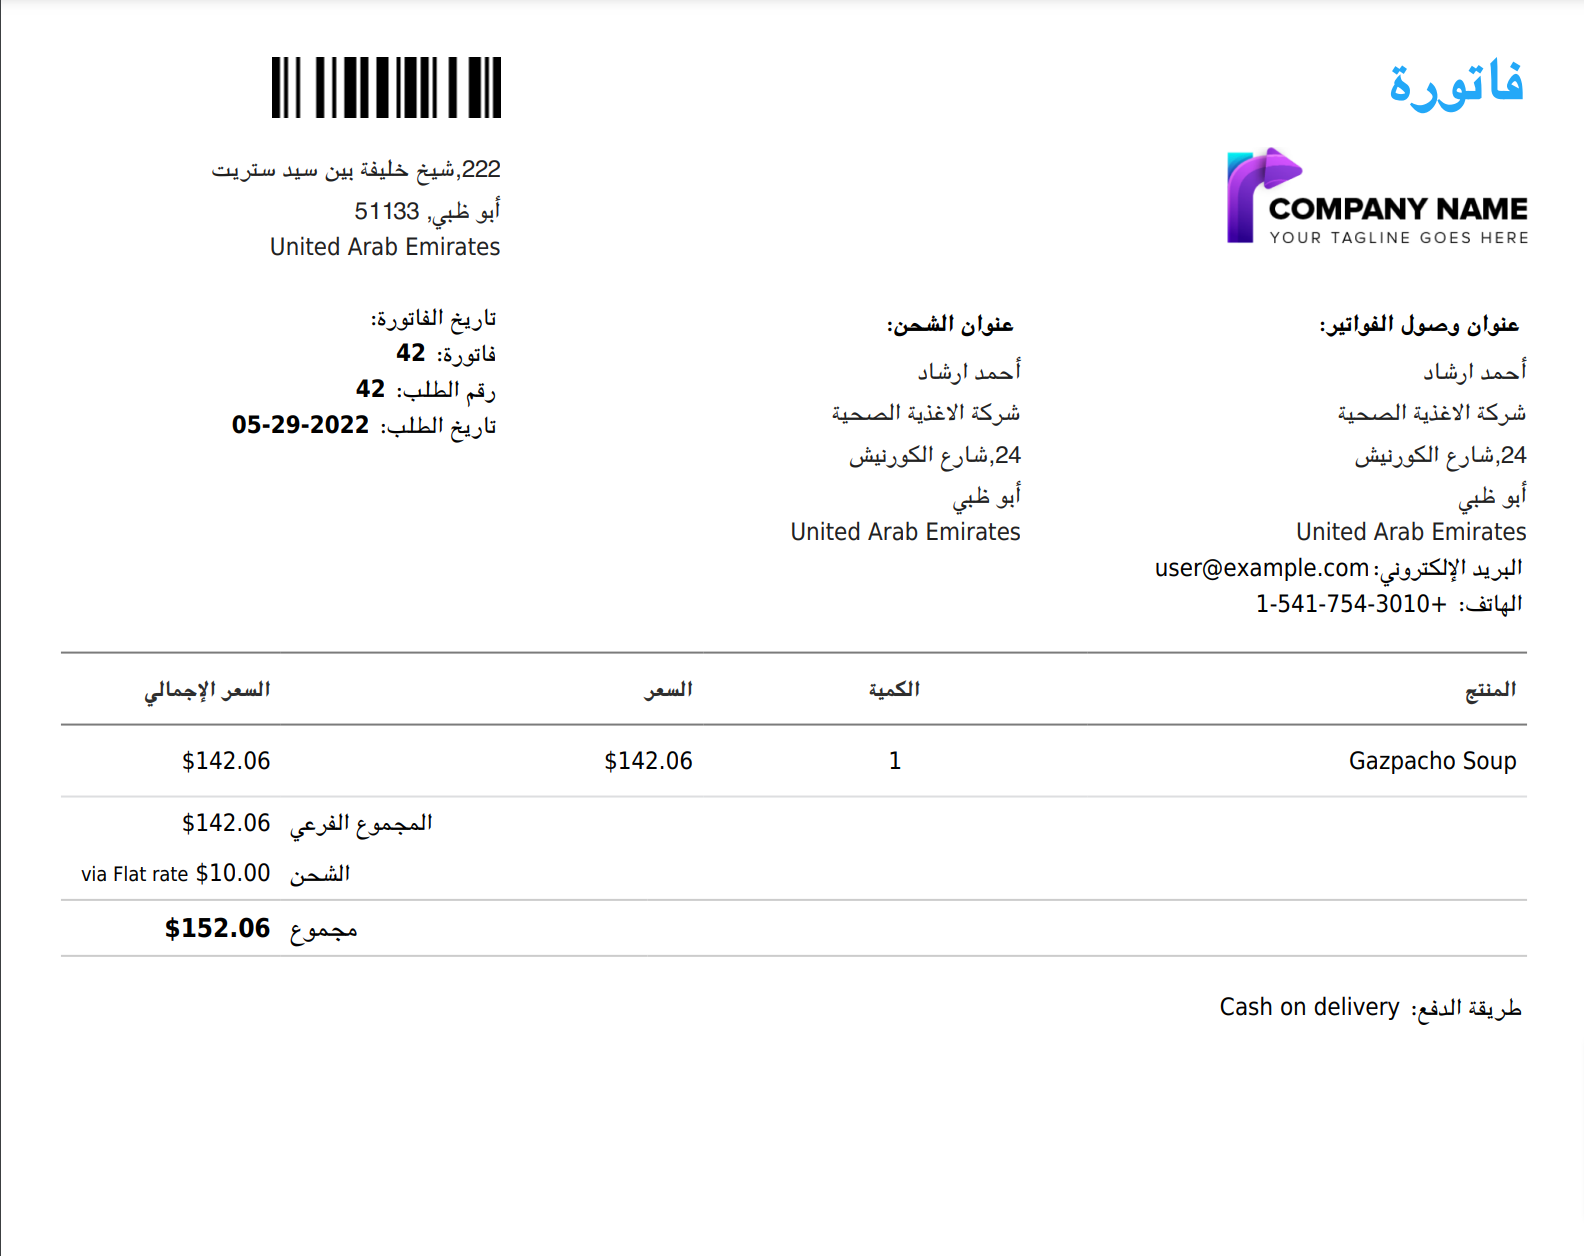 فاتورة
COMPANY NAME
YOUR TAGLINE GOES HERE
222,شيخ خليفة بين سيد ستريت
أبو ظبي, 51133
United Arab Emirates
عنوان وصول الفواتير:
أحمد ارشاد
شركة الاغذية الصحية
24,شارع الكورنيش
أبو ظبي
United Arab Emirates
البريد الإلكتروني: user@example.com
الهاتف: +1-541-754-3010
عنوان الشحن:
أحمد ارشاد
شركة الاغذية الصحية
24,شارع الكورنيش
أبو ظبي
United Arab Emirates
تاريخ الفاتورة:
فاتورة: 42
رقم الطلب: 42
تاريخ الطلب: 05-29-2022
المنتج الكمية السعر السعر الإجمالي
Gazpacho Soup 1 $142.06 $142.06
المجموع الفرعي $142.06
الشحن $10.00 via Flat rate
مجموع $152.06
طريقة الدفع: Cash on delivery